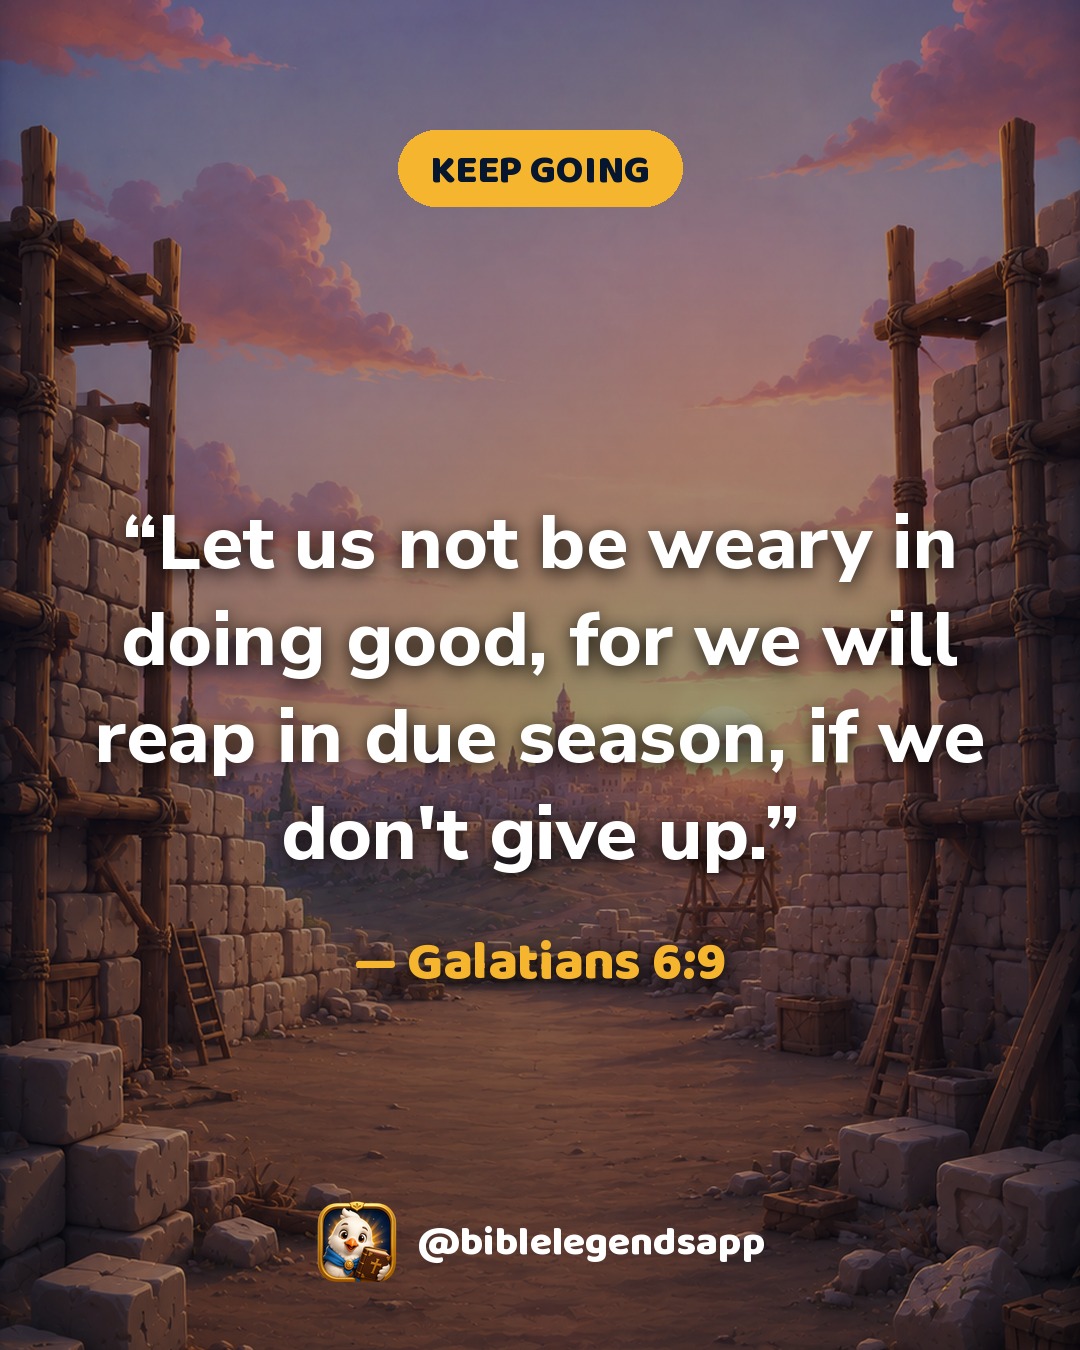 KEEP GOING
“Let us not be weary in
doing good, for we will
reap in due season, if we
don't give up.”
— Galatians 6:9
@biblelegendsapp